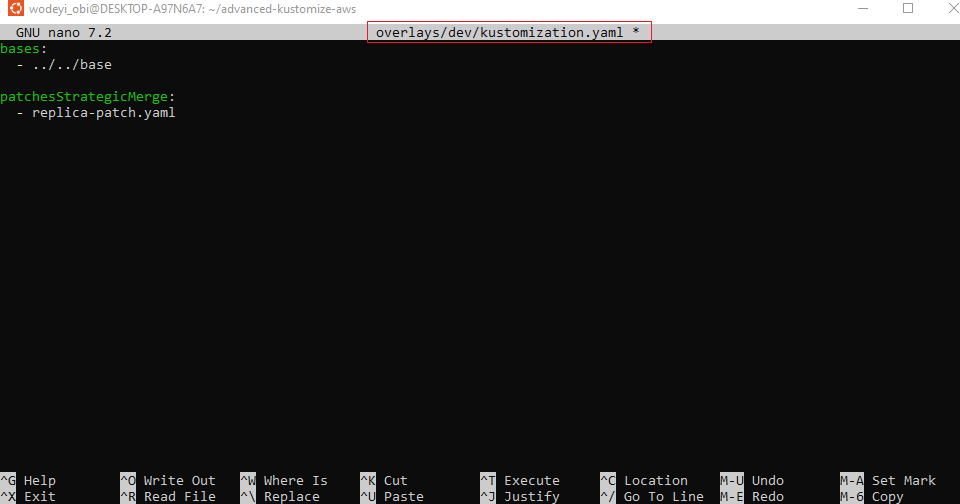 wodeyi_obi@DESKTOP-A97N6A7: ~/advanced-kustomize-aws
GNU nano 7.2 overlays/dev/kustomization.yaml *
bases:
  - ../../base

patchesStrategicMerge:
  - replica-patch.yaml
^G Help ^O Write Out ^W Where Is ^K Cut ^T Execute ^C Location M-U Undo M-A Set Mark
^X Exit ^R Read File ^\ Replace ^U Paste ^J Justify ^/ Go To Line M-E Redo M-6 Copy